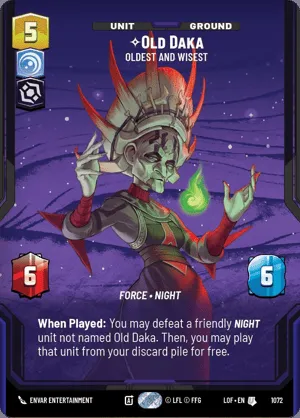 5
UNIT
GROUND
✧OLD DAKA
OLDEST AND WISEST
6
6
FORCE • NIGHT
When Played: You may defeat a friendly NIGHT
unit not named Old Daka. Then, you may play
that unit from your discard pile for free.
ENVAR ENTERTAINMENT
© LFL © FFG
LOF • EN
1072